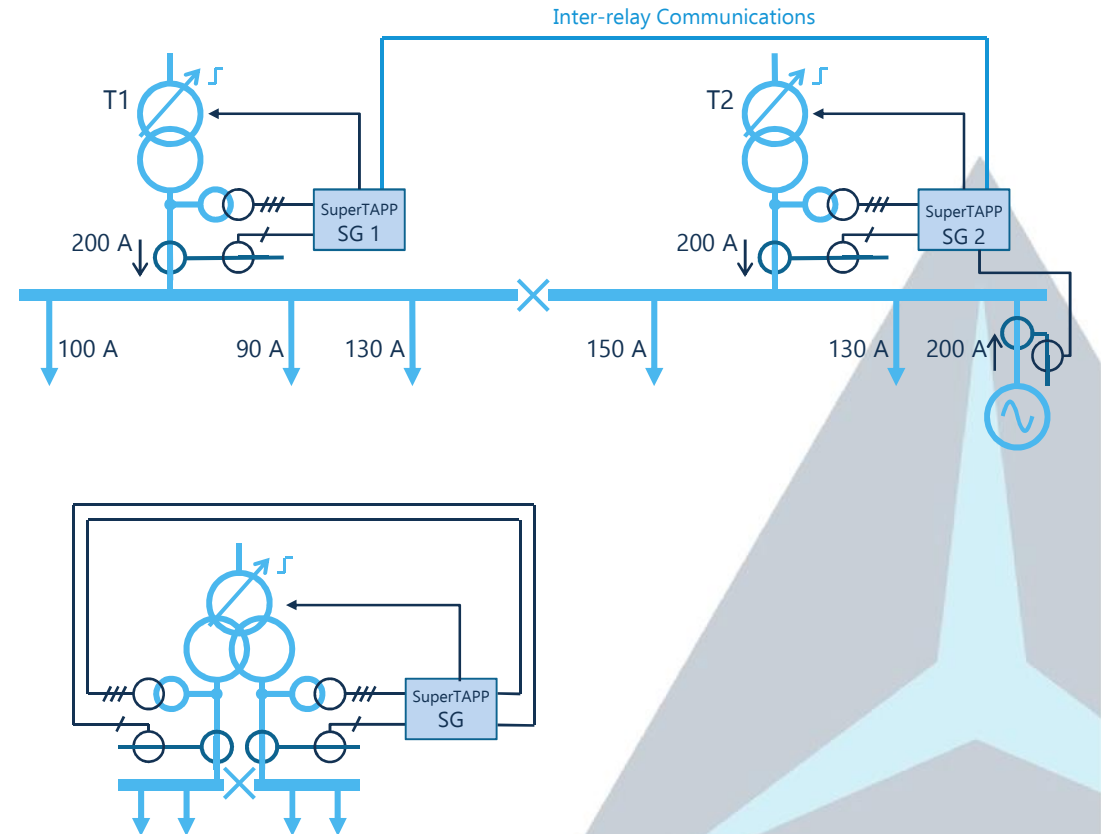 Inter-relay Communications
T1
T2
SuperTAPP
SG 1
SuperTAPP
SG 2
200 A
200 A
100 A
90 A
130 A
150 A
130 A
200 A
SuperTAPP
SG